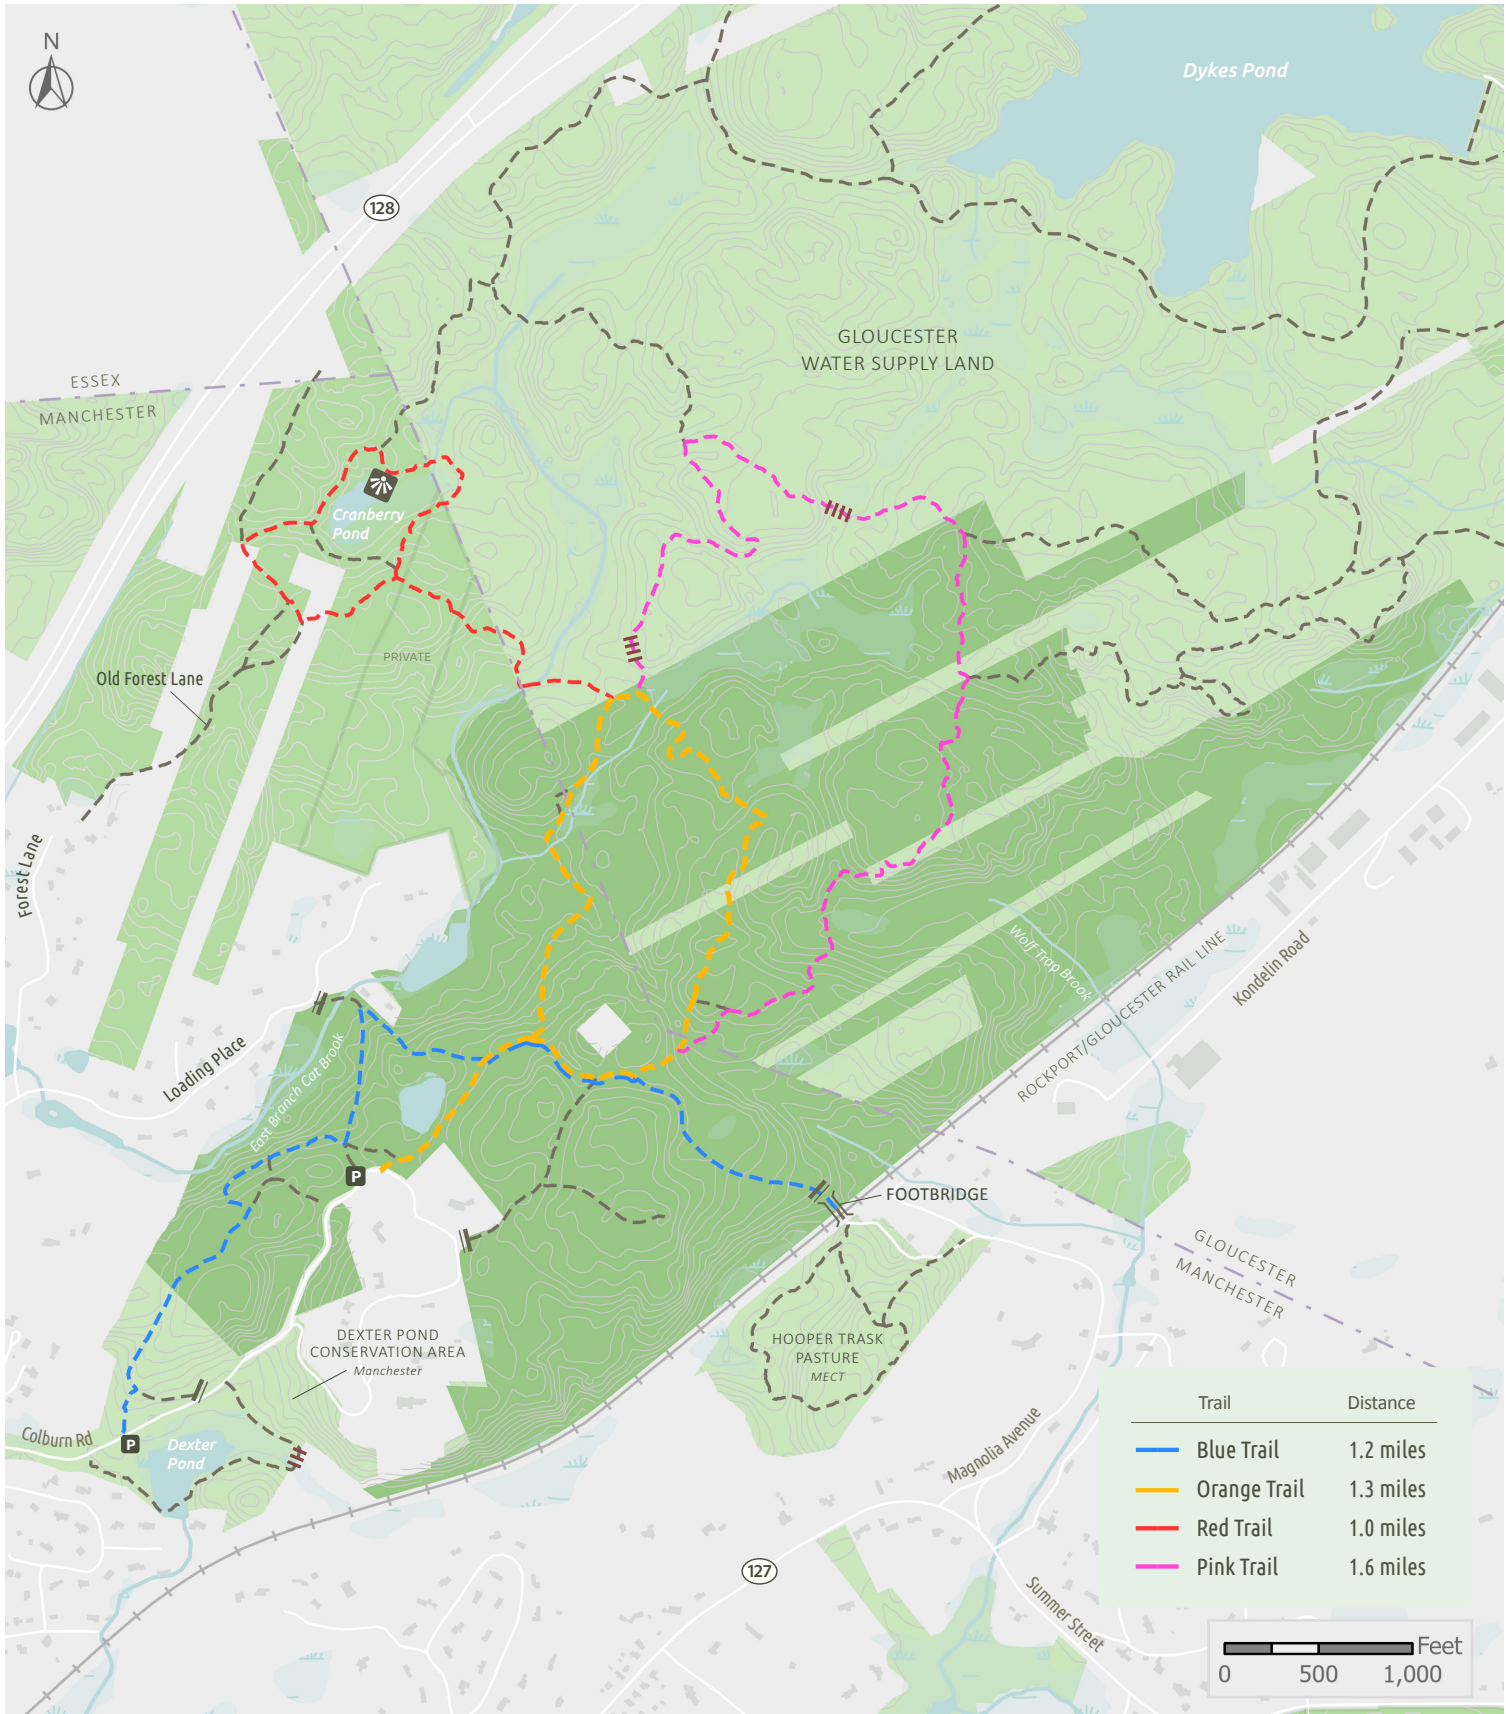 N
Dykes Pond
128
GLOUCESTER
WATER SUPPLY LAND
ESSEX
MANCHESTER
Cranberry
Pond
PRIVATE
Old Forest Lane
Forest Lane
Wolf Trap Brook
ROCKPORT/GLOUCESTER RAIL LINE
Kondelin Road
Loading Place
East Branch Cat Brook
P
FOOTBRIDGE
GLOUCESTER
MANCHESTER
DEXTER POND
CONSERVATION AREA
Manchester
HOOPER TRASK
PASTURE
MECT
Colburn Rd
P
Dexter
Pond
Magnolia Avenue
127
Summer Street
Trail Distance
Blue Trail 1.2 miles
Orange Trail 1.3 miles
Red Trail 1.0 miles
Pink Trail 1.6 miles
Feet
0 500 1,000